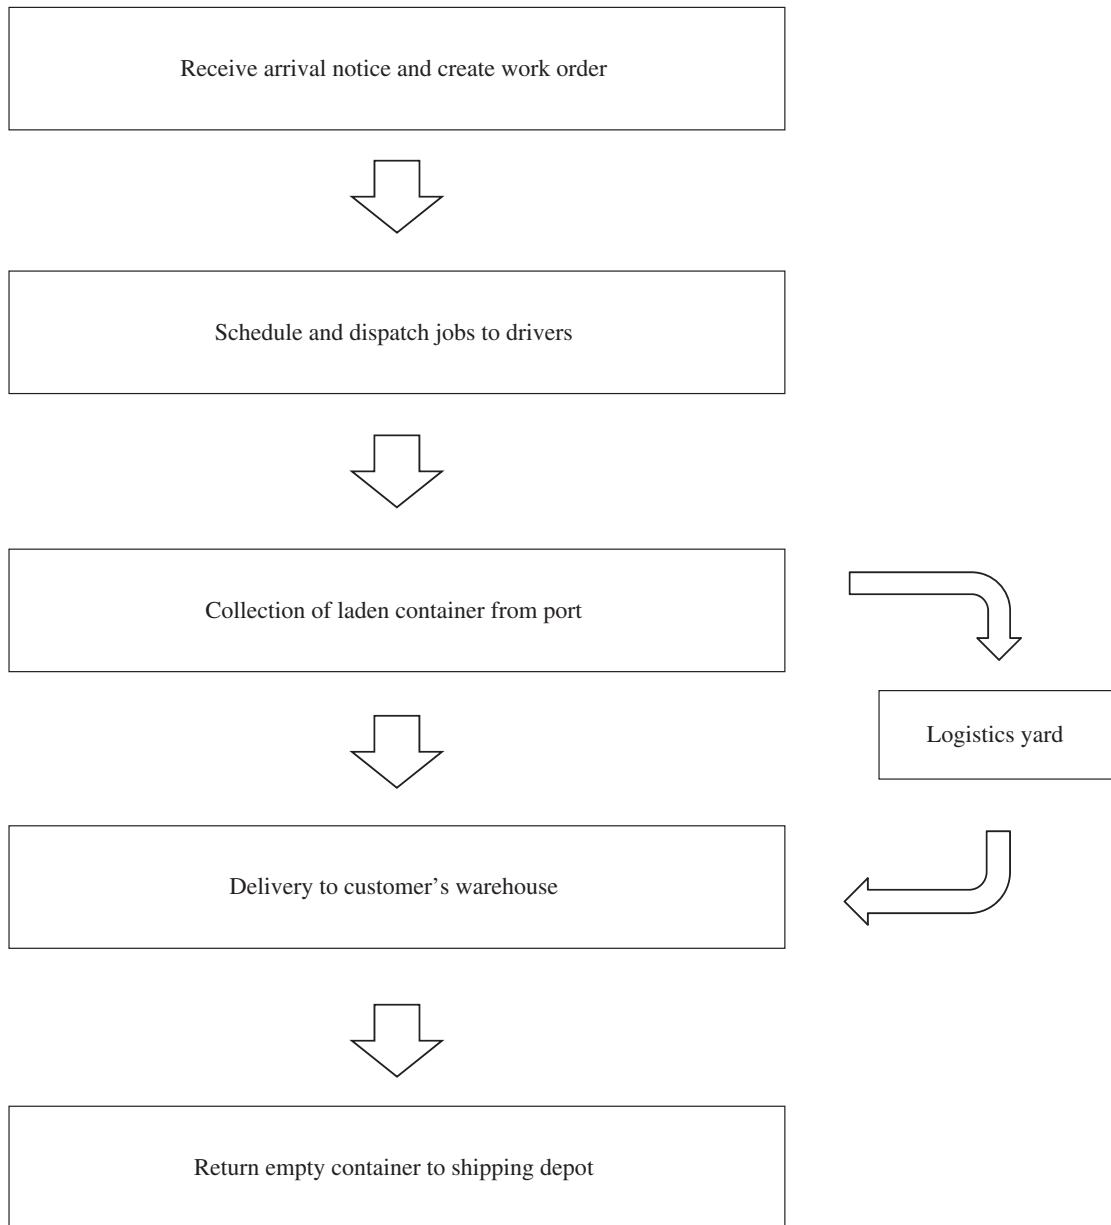 Receive arrival notice and create work order
Schedule and dispatch jobs to drivers
Collection of laden container from port
Logistics yard
Delivery to customer’s warehouse
Return empty container to shipping depot